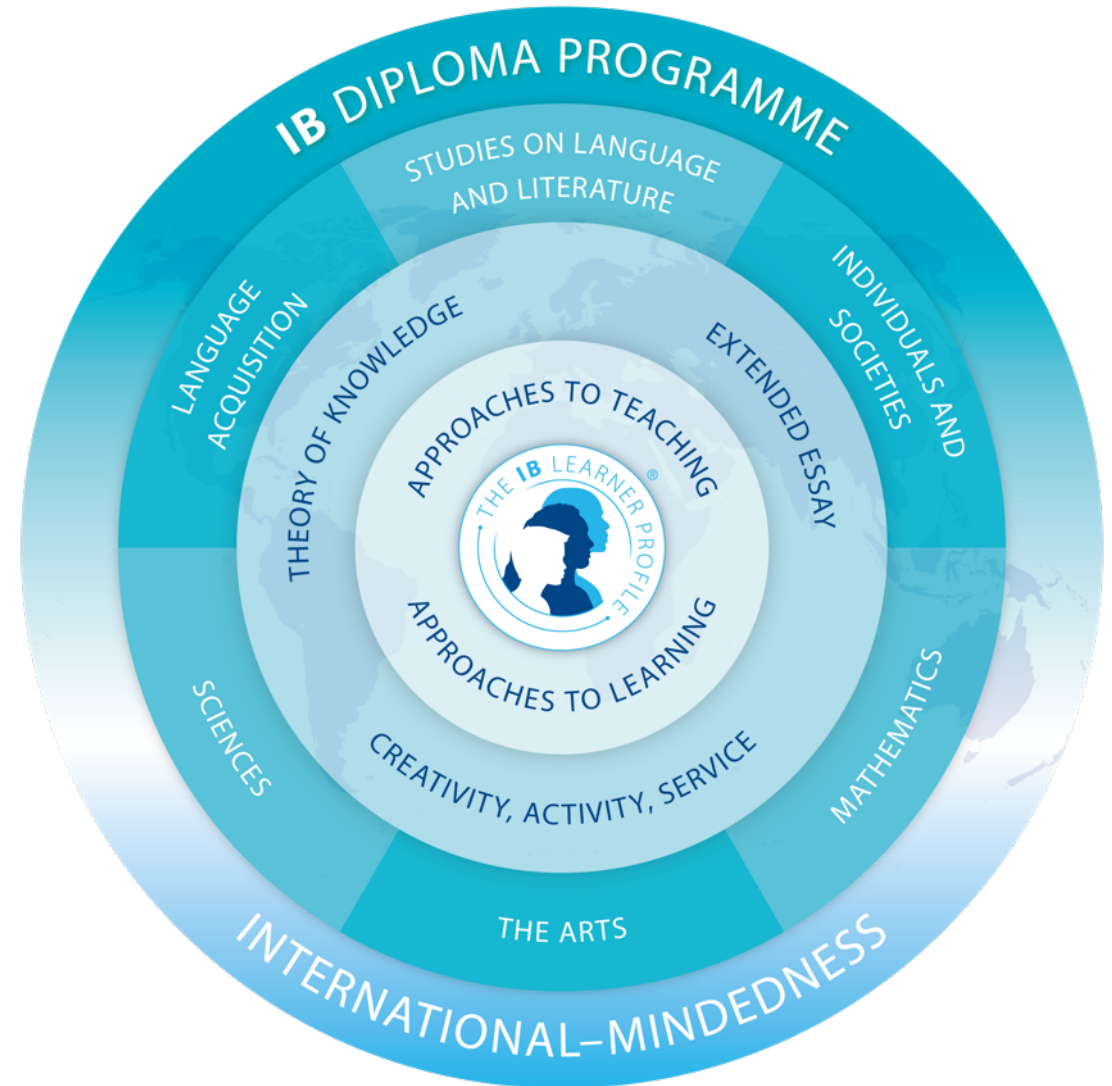 IB DIPLOMA PROGRAMME
STUDIES ON LANGUAGE
AND LITERATURE
LANGUAGE
ACQUISITION
INDIVIDUALS AND
SOCIETIES
THEORY OF KNOWLEDGE
EXTENDED ESSAY
APPROACHES TO TEACHING
THE IB LEARNER PROFILE
®
APPROACHES TO LEARNING
CREATIVITY, ACTIVITY, SERVICE
SCIENCES
MATHEMATICS
THE ARTS
INTERNATIONAL–MINDEDNESS